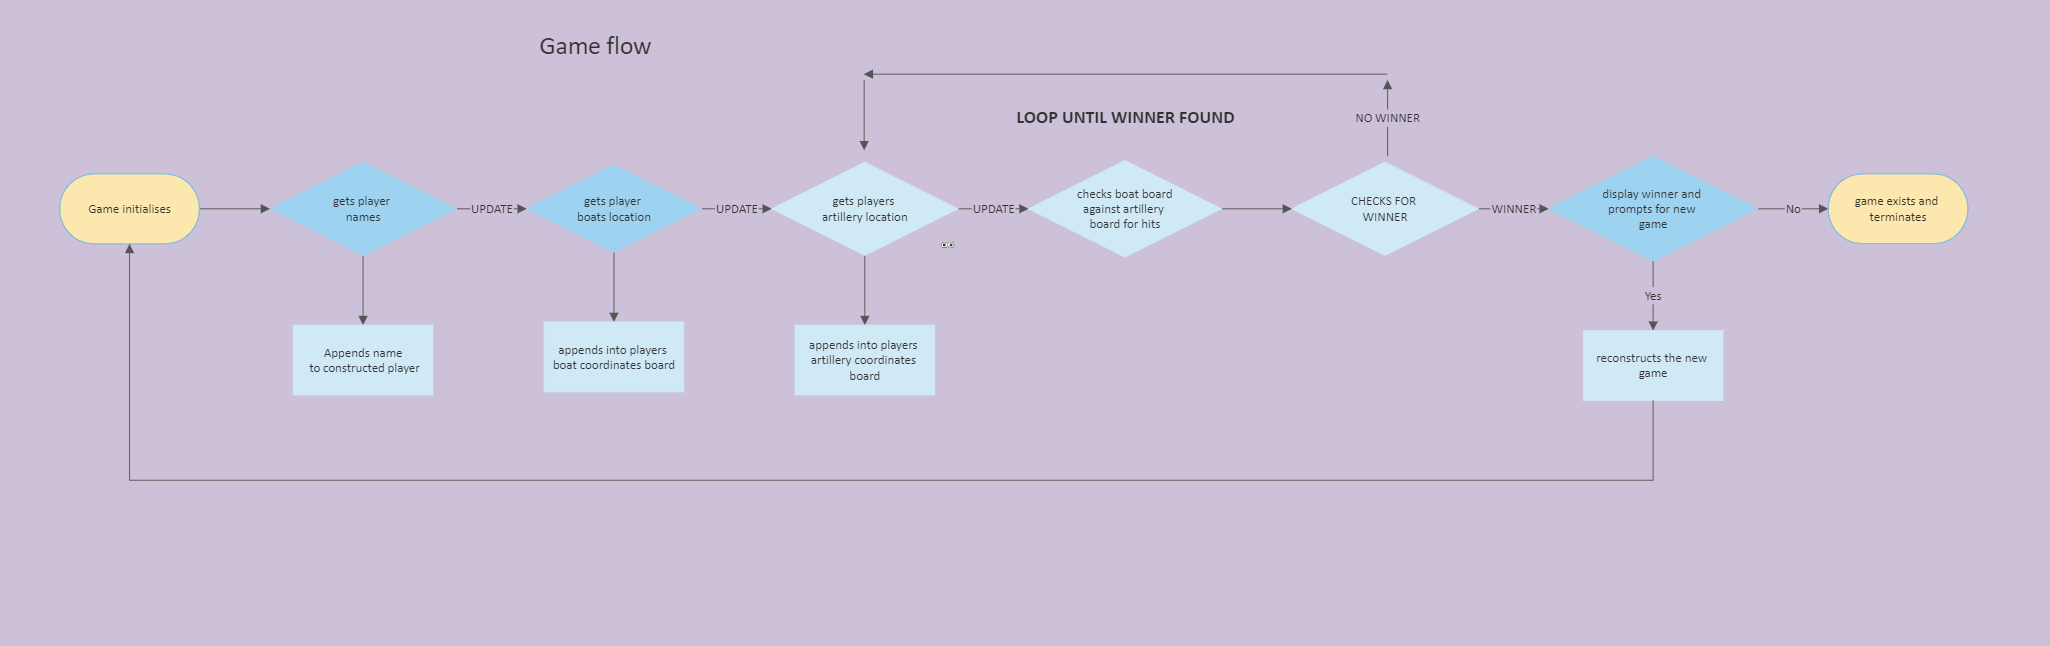 Game flow
LOOP UNTIL WINNER FOUND
NO WINNER
Game initialises
gets player
names
UPDATE
gets player
boats location
UPDATE
gets players
artillery location
UPDATE
checks boat board
against artillery
board for hits
CHECKS FOR
WINNER
WINNER
display winner and
prompts for new
game
No
game exists and
terminates
Yes
Appends name
to constructed player
appends into players
boat coordinates board
appends into players
artillery coordinates
board
reconstructs the new
game